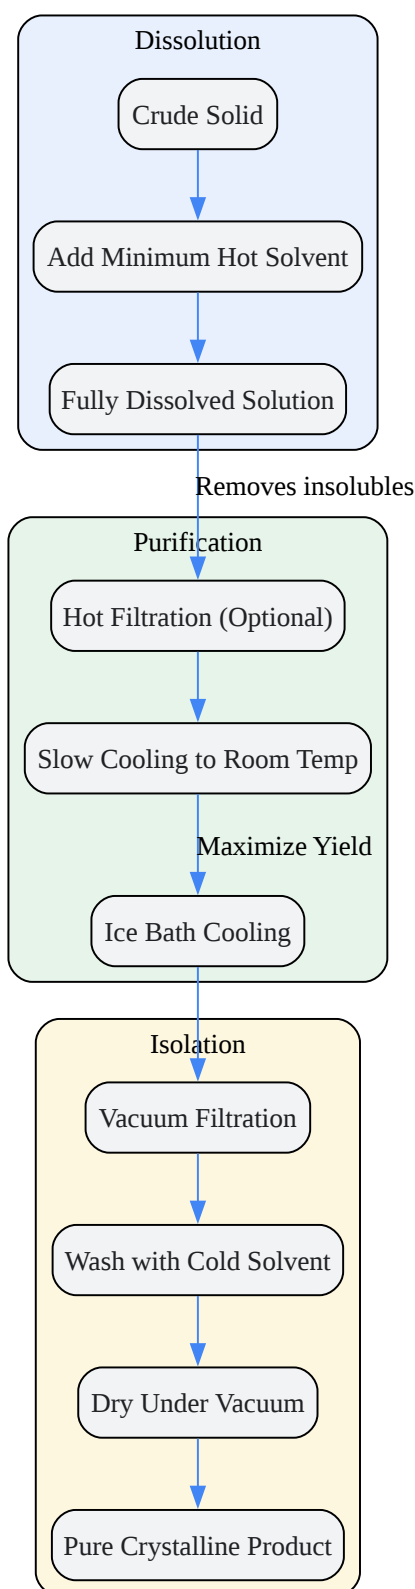 Dissolution
Crude Solid
Add Minimum Hot Solvent
Fully Dissolved Solution
Removes insolubles
Purification
Hot Filtration (Optional)
Slow Cooling to Room Temp
Maximize Yield
Ice Bath Cooling
Isolation
Vacuum Filtration
Wash with Cold Solvent
Dry Under Vacuum
Pure Crystalline Product